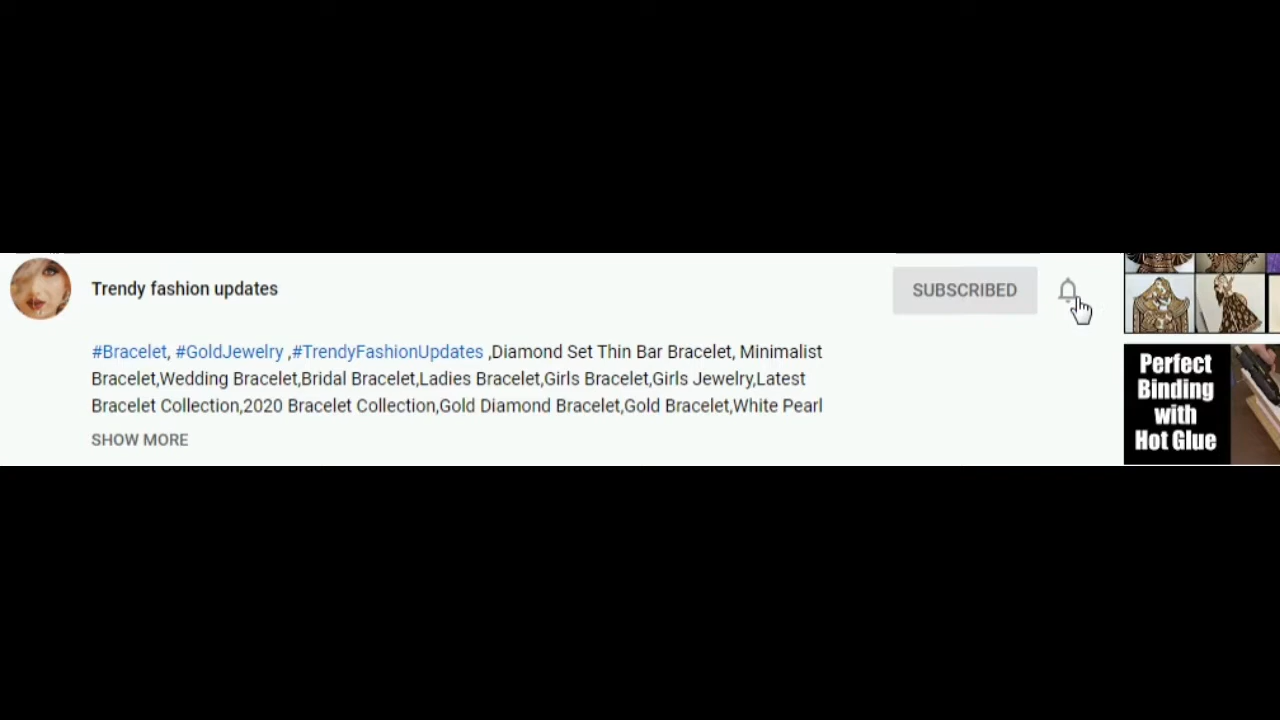 Trendy fashion updates
SUBSCRIBED
#Bracelet, #GoldJewelry ,#TrendyFashionUpdates ,Diamond Set Thin Bar Bracelet, Minimalist
Bracelet,Wedding Bracelet,Bridal Bracelet,Ladies Bracelet,Girls Bracelet,Girls Jewelry,Latest
Bracelet Collection,2020 Bracelet Collection,Gold Diamond Bracelet,Gold Bracelet,White Pearl
SHOW MORE
Perfect
Binding
with
Hot Glue